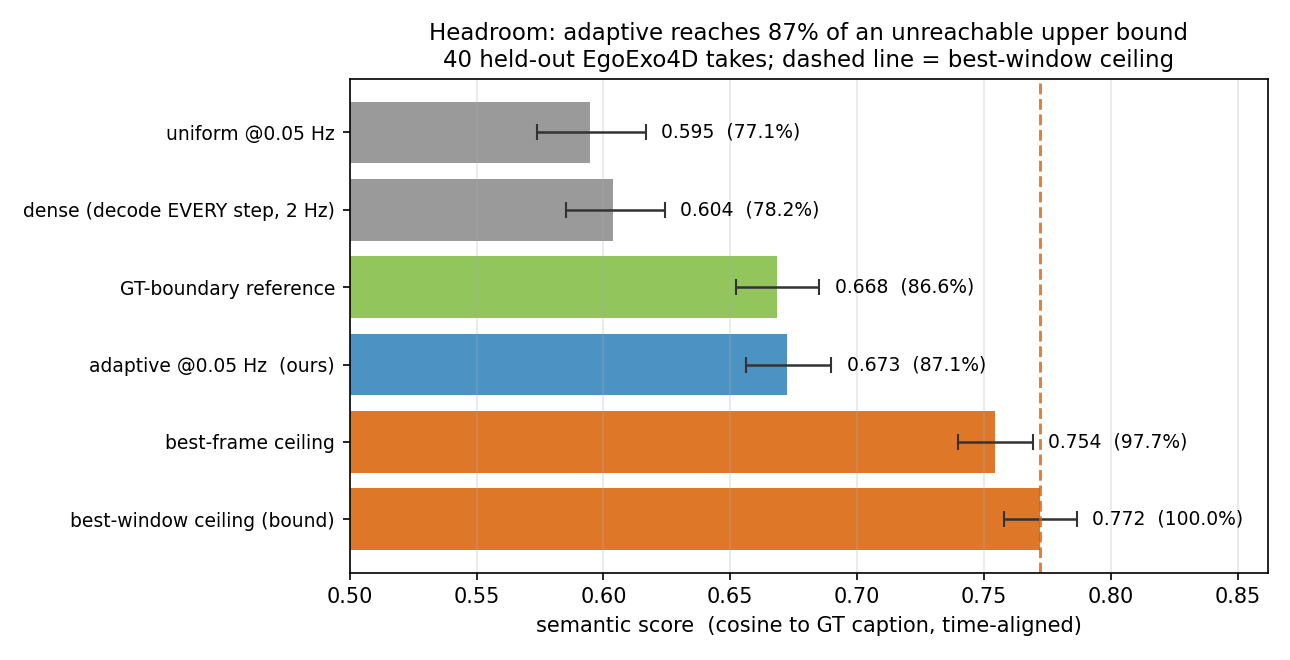 Headroom: adaptive reaches 87% of an unreachable upper bound
40 held-out EgoExo4D takes; dashed line = best-window ceiling
uniform @0.05 Hz
0.595 (77.1%)
dense (decode EVERY step, 2 Hz)
0.604 (78.2%)
GT-boundary reference
0.668 (86.6%)
adaptive @0.05 Hz (ours)
0.673 (87.1%)
best-frame ceiling
0.754 (97.7%)
best-window ceiling (bound)
0.772 (100.0%)
0.50 0.55 0.60 0.65 0.70 0.75 0.80 0.85
semantic score (cosine to GT caption, time-aligned)